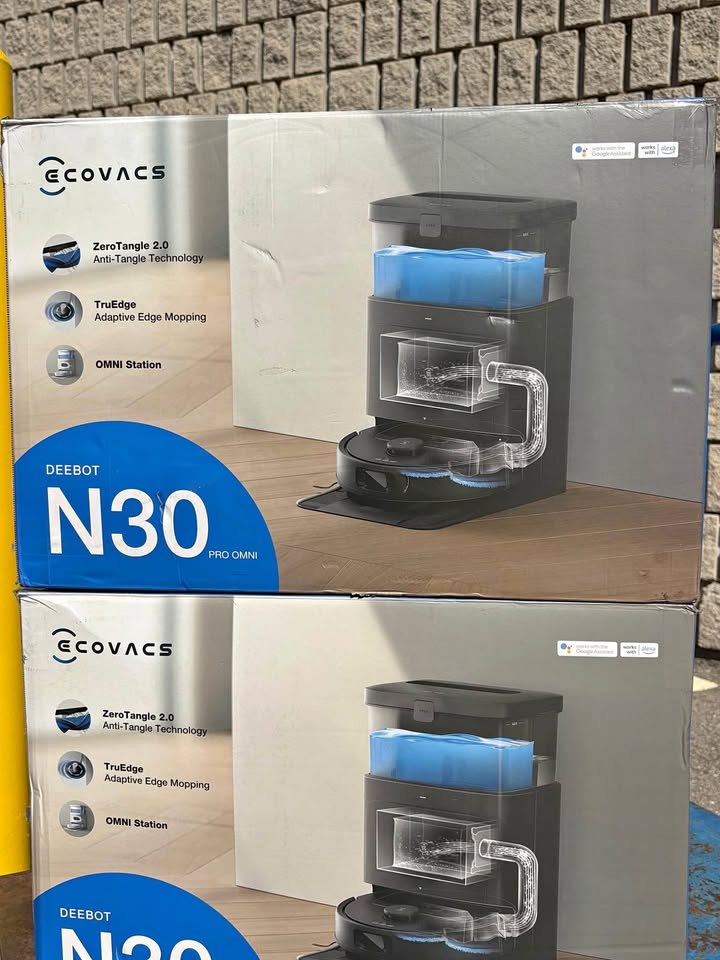 ECOVACS
works with the
Google Assistant
works
with
alexa
ZeroTangle 2.0
Anti-Tangle Technology
TruEdge
Adaptive Edge Mopping
OMNI Station
DEEBOT
N30
PRO OMNI
ECOVACS
works with the
Google Assistant
works
with
alexa
ZeroTangle 2.0
Anti-Tangle Technology
TruEdge
Adaptive Edge Mopping
OMNI Station
DEEBOT
N30